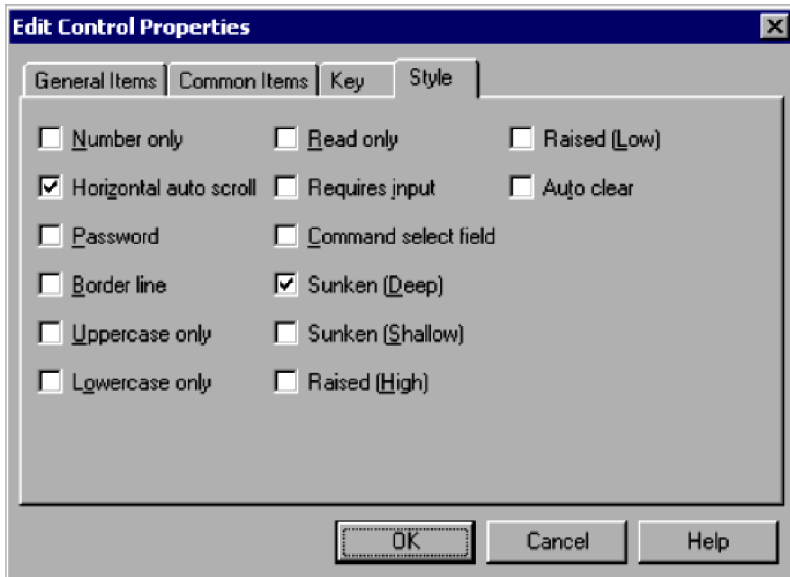 Edit Control Properties
General Items Common Items Key Style
Number only Read only Raised (Low)
Horizontal auto scroll Requires input Auto clear
Password Command select field
Border line Sunken (Deep)
Uppercase only Sunken (Shallow)
Lowercase only Raised (High)
OK Cancel Help